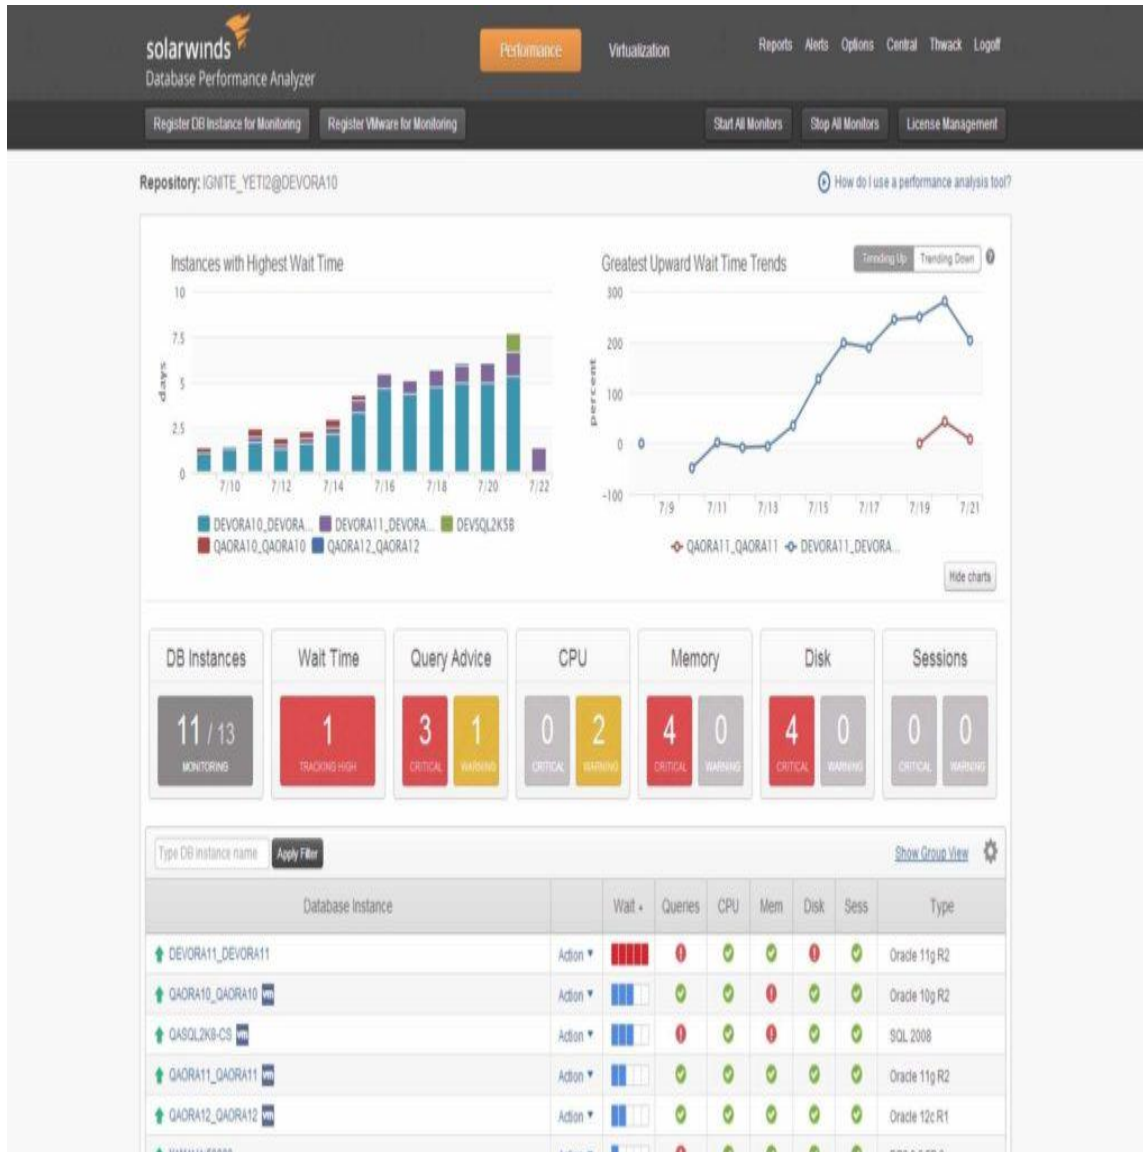 solarwinds
Database Performance Analyzer
Performance
Virtualization
Reports Alerts Options Central Thwack Logoff
Register DB Instance for Monitoring
Register VMware for Monitoring
Start All Monitors
Stop All Monitors
License Management
Repository: IGNITE_YETI2@DEVORA10
How do I use a performance analysis tool?
Instances with Highest Wait Time
10
7.5
5
2.5
0
days
7/10 7/12 7/14 7/16 7/18 7/20 7/22
DEVORA10_DEVORA... DEVORA11_DEVORA... DEVSQL2K5B
QAORA10_QAORA10 QAORA12_QAORA12
Greatest Upward Wait Time Trends
Trending Up Trending Down
300
200
100
0
-100
percent
7/9 7/11 7/13 7/15 7/17 7/19 7/21
QAORA11_QAORA11 DEVORA11_DEVORA...
Hide charts
DB Instances
11 / 13
MONITORING
Wait Time
1
TRACKING HIGH
Query Advice
3 1
CRITICAL WARNING
CPU
0 2
CRITICAL WARNING
Memory
4 0
CRITICAL WARNING
Disk
4 0
CRITICAL WARNING
Sessions
0 0
CRITICAL WARNING
Type DB instance name
Apply Filter
Show Group View
Database Instance Wait Queries CPU Mem Disk Sess Type
DEVORA11_DEVORA11 Action Oracle 11g R2
QAORA10_QAORA10 vm Action Oracle 10g R2
QASQL2K8-CS vm Action SQL 2008
QAORA11_QAORA11 vm Action Oracle 11g R2
QAORA12_QAORA12 vm Action Oracle 12c R1